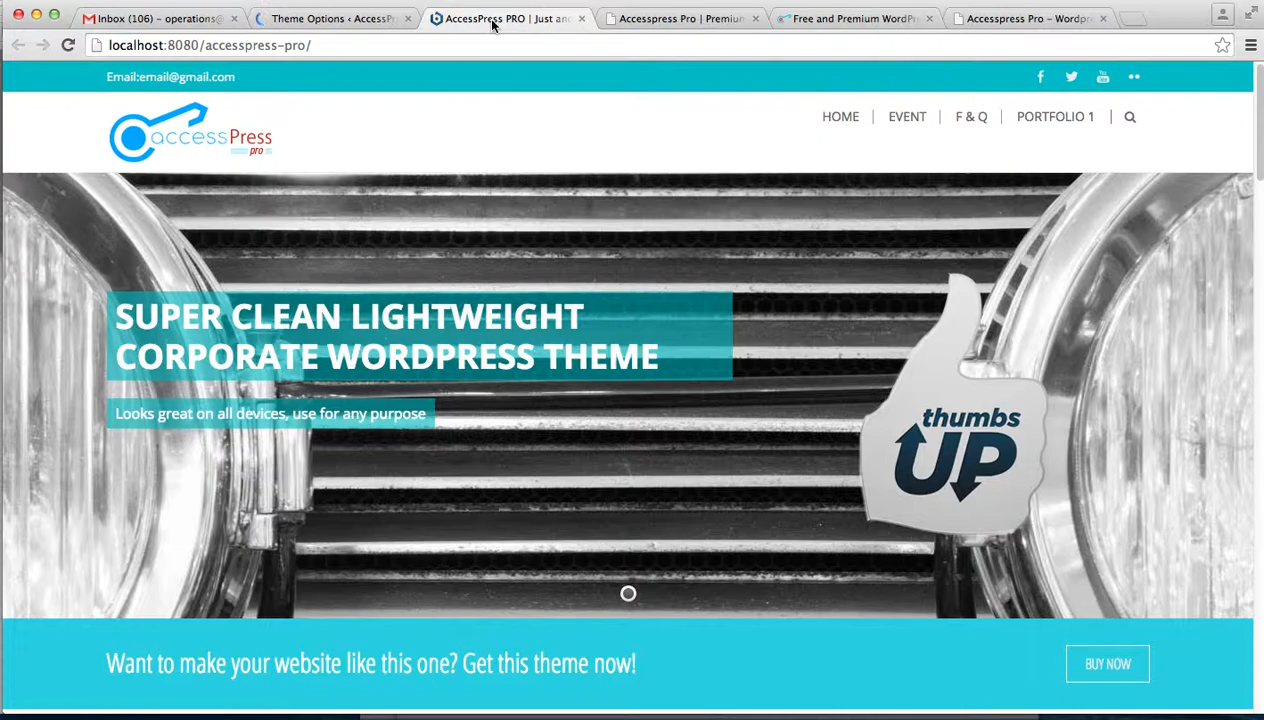 Inbox (106) – operations@
Theme Options ‹ AccessPr
AccessPress PRO | Just an
Accesspress Pro | Premium
Free and Premium WordPr
Accesspress Pro – Wordpr
localhost:8080/accesspress-pro/
Email:email@gmail.com
You
Tube
accessPress
pro
HOME
EVENT
F & Q
PORTFOLIO 1
SUPER CLEAN LIGHTWEIGHT
CORPORATE WORDPRESS THEME
Looks great on all devices, use for any purpose
thumbs
UP
Want to make your website like this one? Get this theme now!
BUY NOW